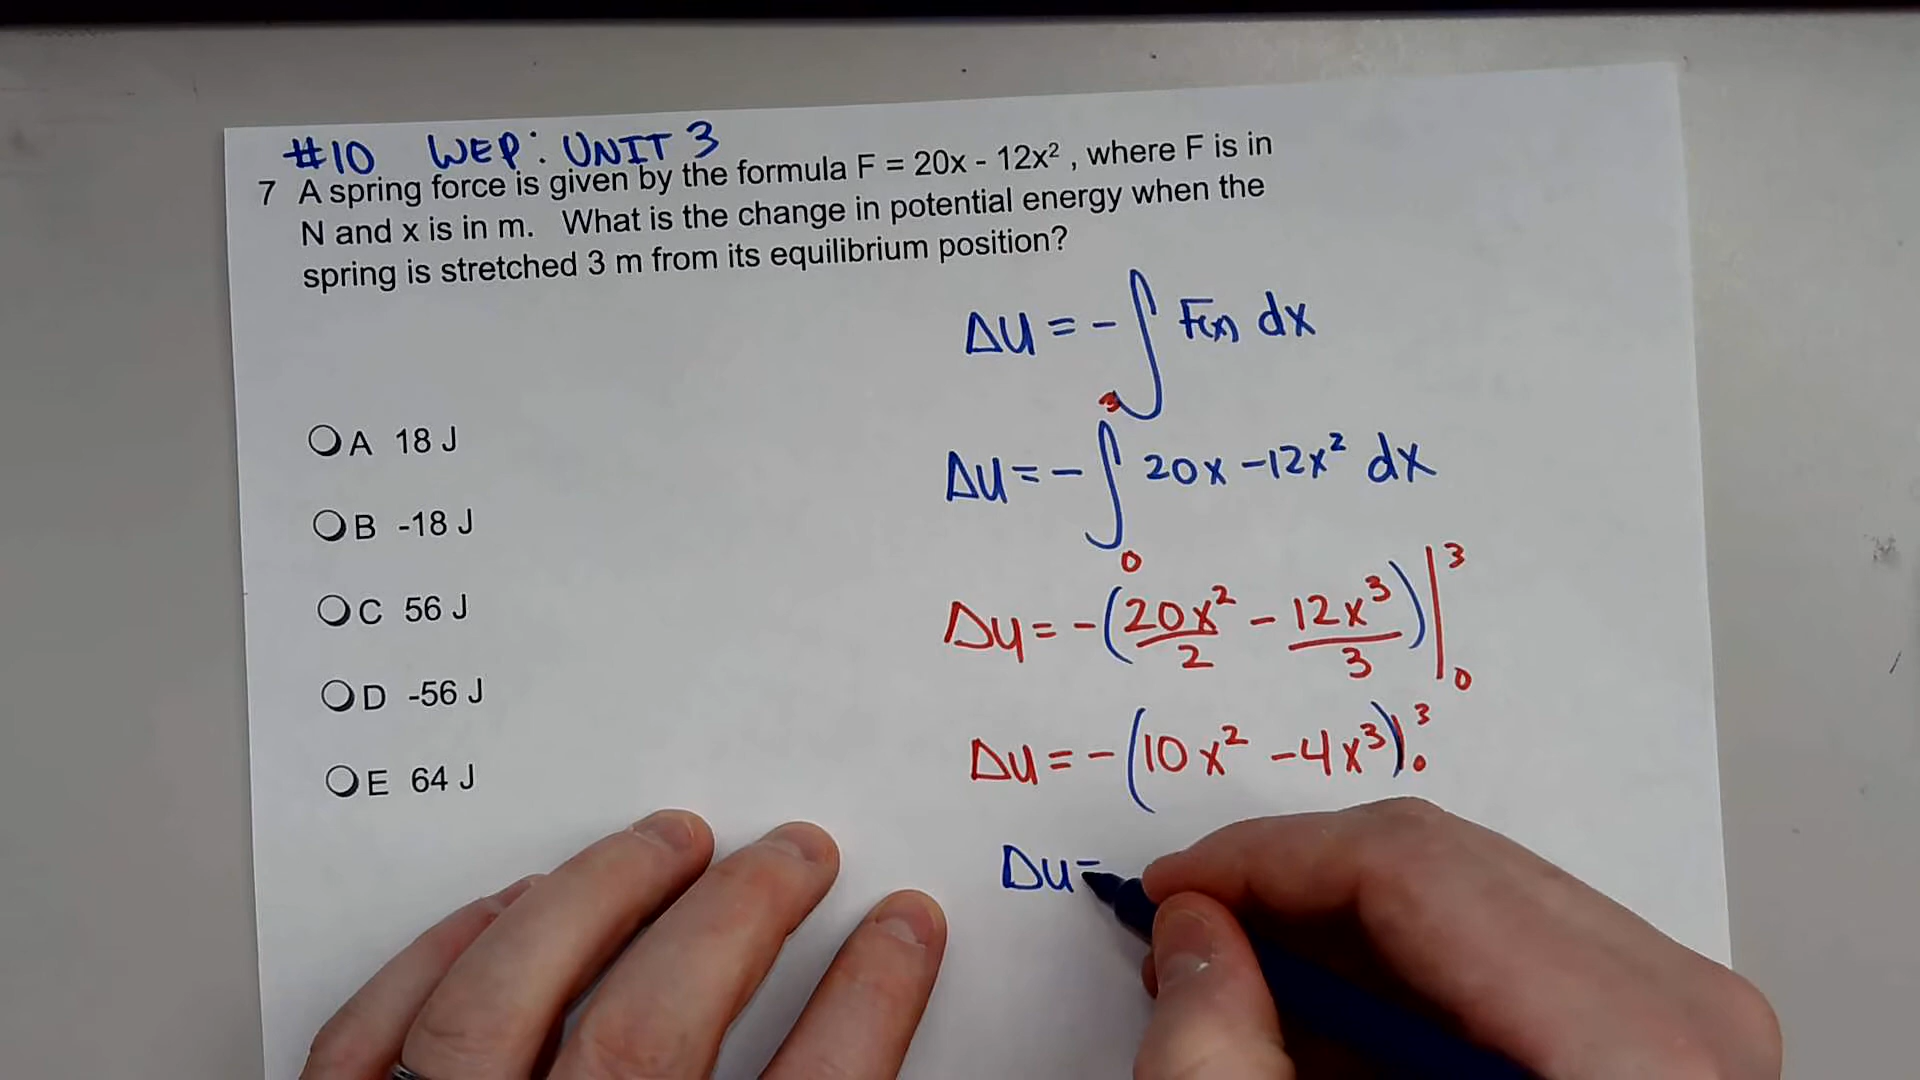 #10 WEP: UNIT 3
7 A spring force is given by the formula F = 20x - 12x², where F is in
N and x is in m. What is the change in potential energy when the
spring is stretched 3 m from its equilibrium position?
ΔU = -∫ F(x) dx
A 18 J
3
ΔU = -∫ 20x -12x² dx
0
B -18 J
C 56 J
Δu = -(20x²/2 - 12x³/3)|³₀
D -56 J
ΔU = -(10x² -4x³)|³₀
E 64 J
ΔU =